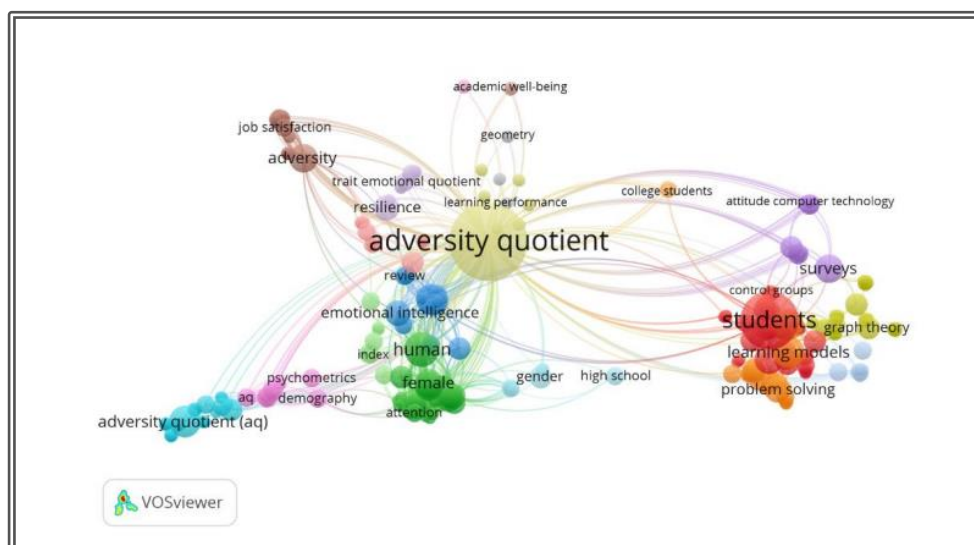 academic well-being
job satisfaction
geometry
adversity
trait emotional quotient
college students
learning performance
attitude computer technology
resilience
adversity quotient
review
surveys
control groups
emotional intelligence
students
graph theory
human
index
learning models
psychometrics
female
gender
high school
problem solving
aq
demography
attention
adversity quotient (aq)
VOSviewer